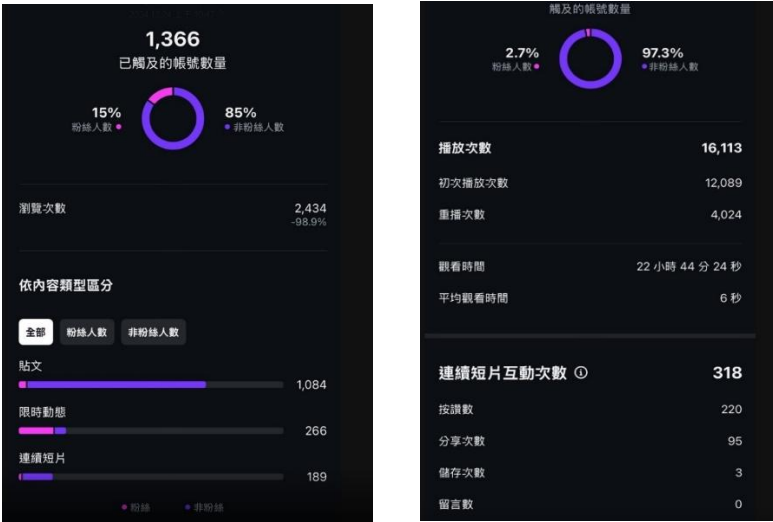 1,366
已觸及的帳號數量
15%
粉絲人數
85%
非粉絲人數
瀏覽次數
2,434
-98.9%
依內容類型區分
全部
粉絲人數
非粉絲人數
貼文
1,084
限時動態
266
連續短片
189
粉絲
非粉絲
觸及的帳號數量
2.7%
粉絲人數
97.3%
非粉絲人數
播放次數
16,113
初次播放次數
12,089
重播次數
4,024
觀看時間
22 小時 44 分 24 秒
平均觀看時間
6 秒
連續短片互動次數
318
按讚數
220
分享次數
95
儲存次數
3
留言數
0